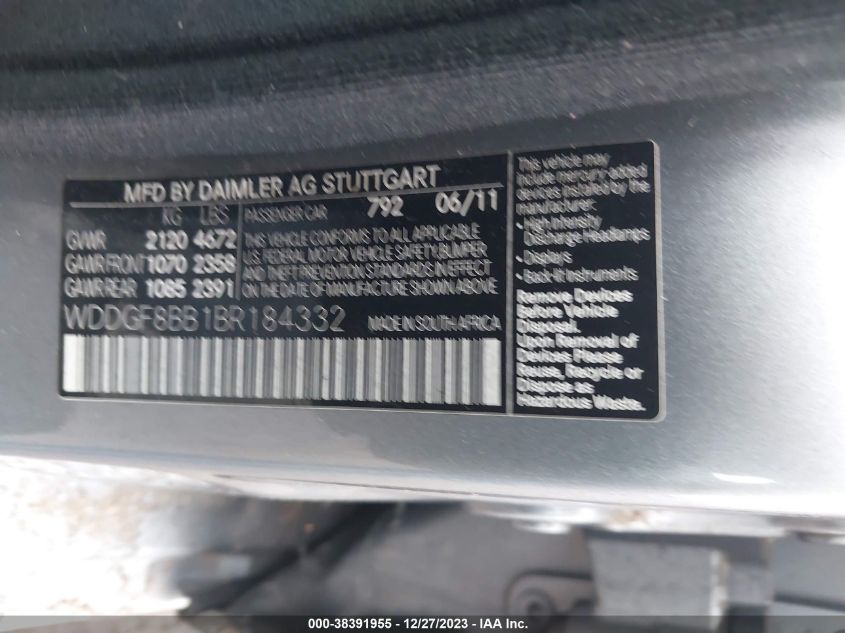 MFD BY DAIMLER AG STUTTGART
KG LBS PASSENGER CAR 792 06/11
GVWR 2120 4672
GAWR FRONT 1070 2358
GAWR REAR 1085 2391
THIS VEHICLE CONFORMS TO ALL APPLICABLE
U.S. FEDERAL MOTOR VEHICLE SAFETY, BUMPER
AND THEFT PREVENTION STANDARDS IN EFFECT
ON THE DATE OF MANUFACTURE SHOWN ABOVE
WDDGF8BB1BR184332 MADE IN SOUTH AFRICA
This vehicle may
include mercury added
devices installed by the
manufacturer:
• High Intensity
Discharge Headlamps
• Displays
• Back-lit Instruments
Remove Devices
Before Vehicle
Disposal.
Upon Removal of
Devices Please
Reuse, Recycle or
Dispose as
Hazardous Waste.
000-38391955 - 12/27/2023 - IAA Inc.